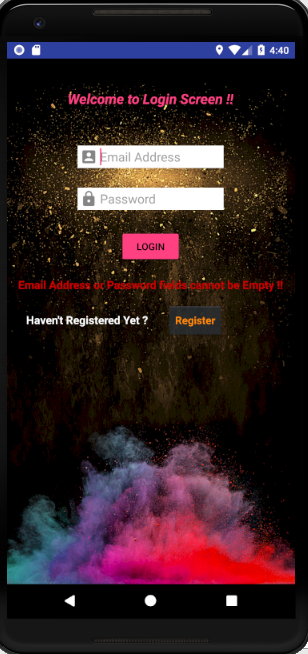 4:40
Welcome to Login Screen !!
Email Address
Password
LOGIN
Email Address or Password fields cannot be Empty !!
Haven't Registered Yet ? Register